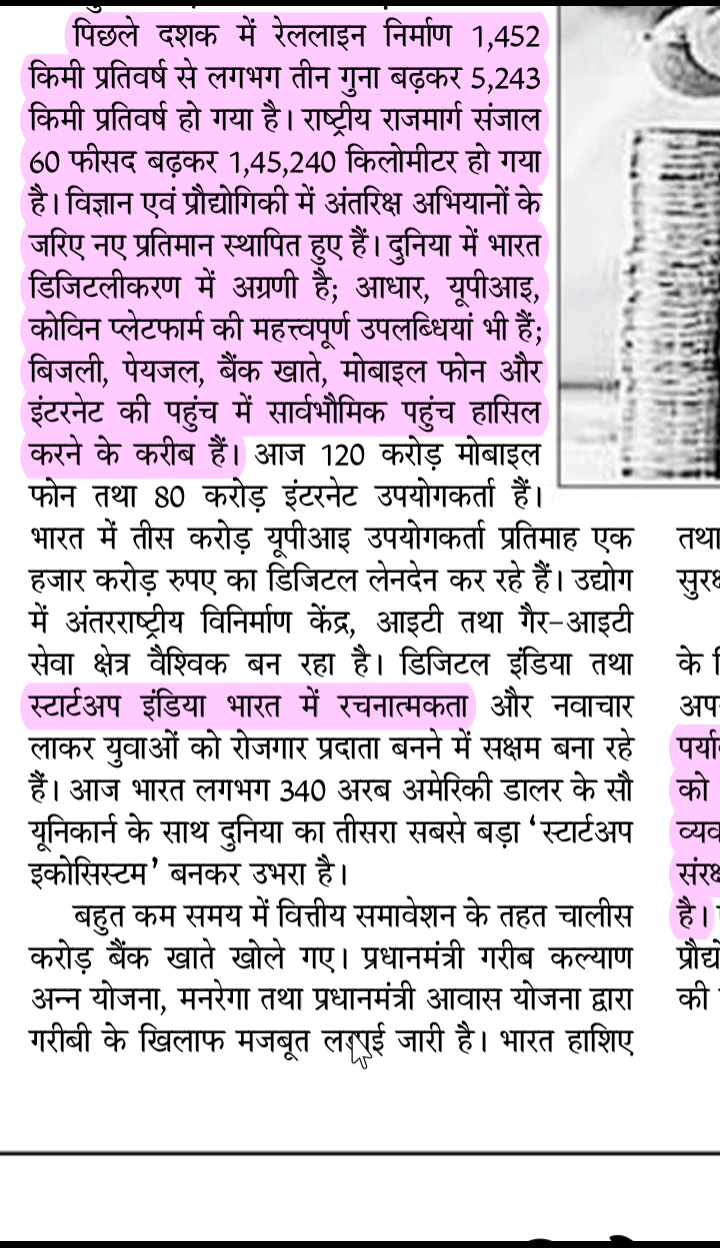 पिछले दशक में रेललाइन निर्माण 1,452
किमी प्रतिवर्ष से लगभग तीन गुना बढ़कर 5,243
किमी प्रतिवर्ष हो गया है। राष्ट्रीय राजमार्ग संजाल
60 फीसद बढ़कर 1,45,240 किलोमीटर हो गया
है। विज्ञान एवं प्रौद्योगिकी में अंतरिक्ष अभियानों के
जरिए नए प्रतिमान स्थापित हुए हैं। दुनिया में भारत
डिजिटलीकरण में अग्रणी है; आधार, यूपीआइ,
कोविन प्लेटफार्म की महत्त्वपूर्ण उपलब्धियां भी हैं;
बिजली, पेयजल, बैंक खाते, मोबाइल फोन और
इंटरनेट की पहुंच में सार्वभौमिक पहुंच हासिल
करने के करीब हैं। आज 120 करोड़ मोबाइल
फोन तथा 80 करोड़ इंटरनेट उपयोगकर्ता हैं।
भारत में तीस करोड़ यूपीआइ उपयोगकर्ता प्रतिमाह एक
हजार करोड़ रुपए का डिजिटल लेनदेन कर रहे हैं। उद्योग
में अंतरराष्ट्रीय विनिर्माण केंद्र, आइटी तथा गैर-आइटी
सेवा क्षेत्र वैश्विक बन रहा है। डिजिटल इंडिया तथा
स्टार्टअप इंडिया भारत में रचनात्मकता और नवाचार
लाकर युवाओं को रोजगार प्रदाता बनने में सक्षम बना रहे
हैं। आज भारत लगभग 340 अरब अमेरिकी डालर के सौ
यूनिकार्न के साथ दुनिया का तीसरा सबसे बड़ा ‘स्टार्टअप
इकोसिस्टम’ बनकर उभरा है।
बहुत कम समय में वित्तीय समावेशन के तहत चालीस
करोड़ बैंक खाते खोले गए। प्रधानमंत्री गरीब कल्याण
अन्न योजना, मनरेगा तथा प्रधानमंत्री आवास योजना द्वारा
गरीबी के खिलाफ मजबूत लड़ाई जारी है। भारत हाशिए
तथा
के
को
है।
की